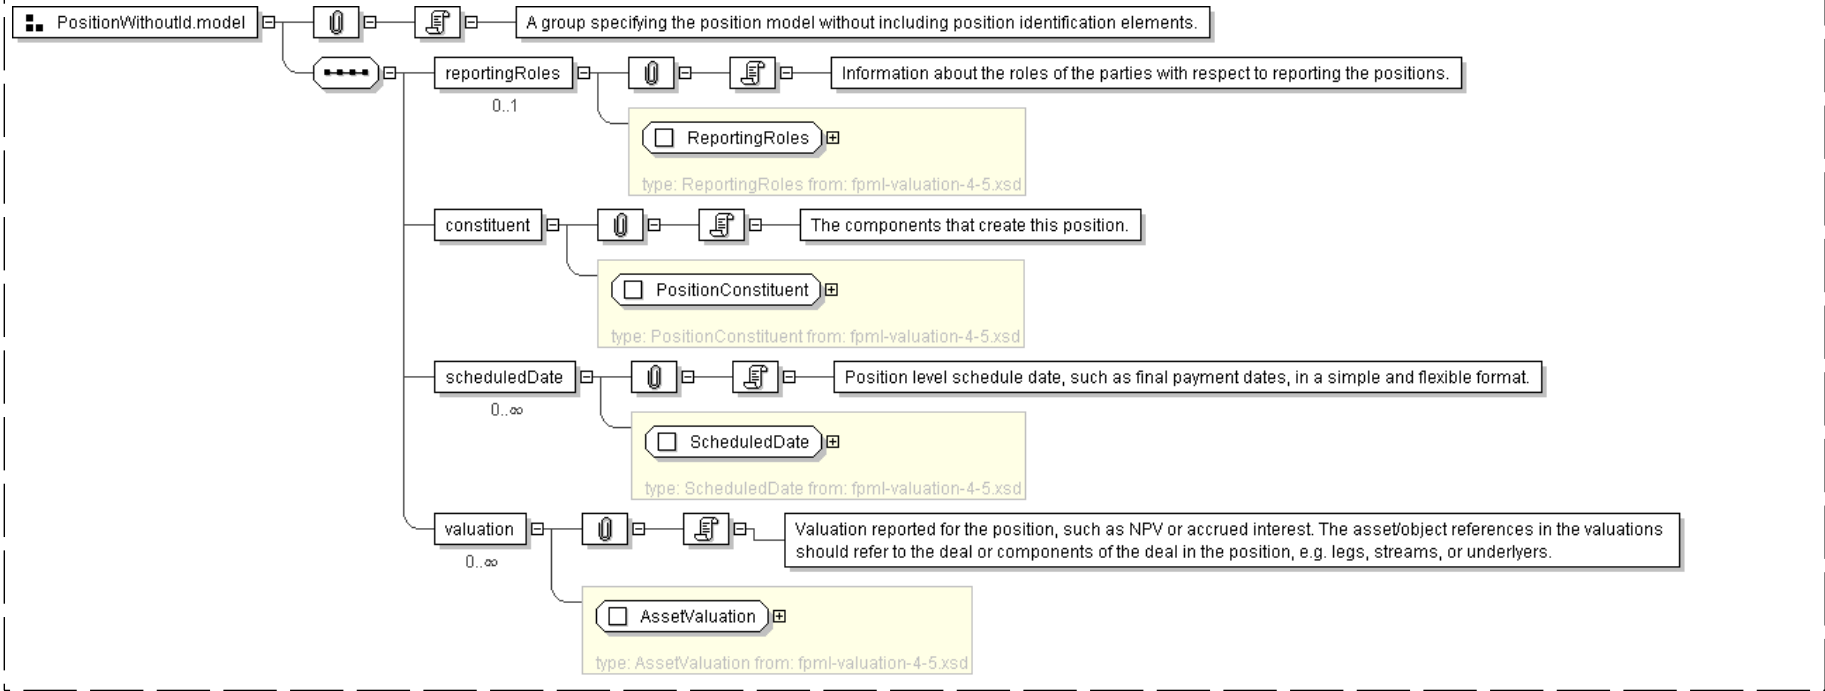 PositionWithoutId.model
A group specifying the position model without including position identification elements.
reportingRoles
Information about the roles of the parties with respect to reporting the positions.
0..1
ReportingRoles
type: ReportingRoles from: fpml-valuation-4-5.xsd
constituent
The components that create this position.
PositionConstituent
type: PositionConstituent from: fpml-valuation-4-5.xsd
scheduledDate
Position level schedule date, such as final payment dates, in a simple and flexible format.
0..∞
ScheduledDate
type: ScheduledDate from: fpml-valuation-4-5.xsd
valuation
Valuation reported for the position, such as NPV or accrued interest. The asset/object references in the valuations
should refer to the deal or components of the deal in the position, e.g. legs, streams, or underlyers.
0..∞
AssetValuation
type: AssetValuation from: fpml-valuation-4-5.xsd